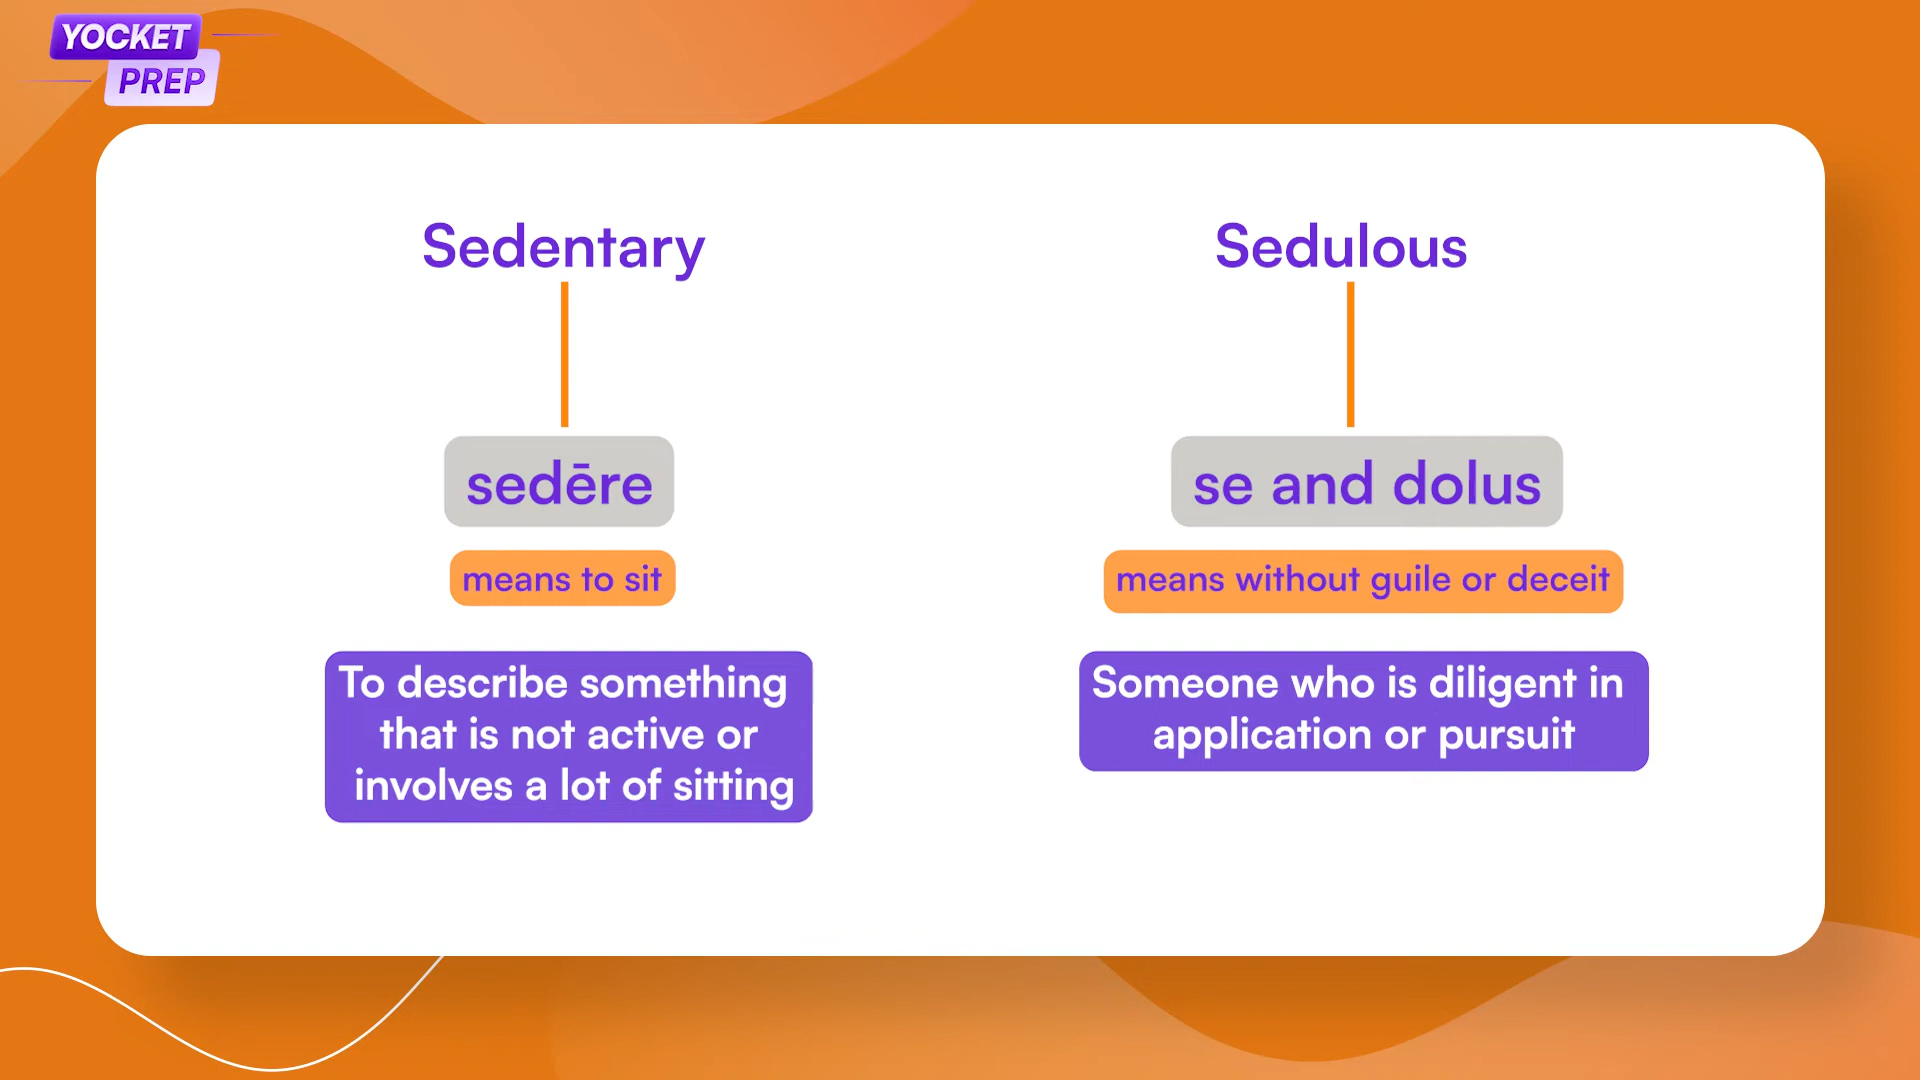 YOCKET
PREP
Sedentary
sedēre
means to sit
To describe something
that is not active or
involves a lot of sitting
Sedulous
se and dolus
means without guile or deceit
Someone who is diligent in
application or pursuit